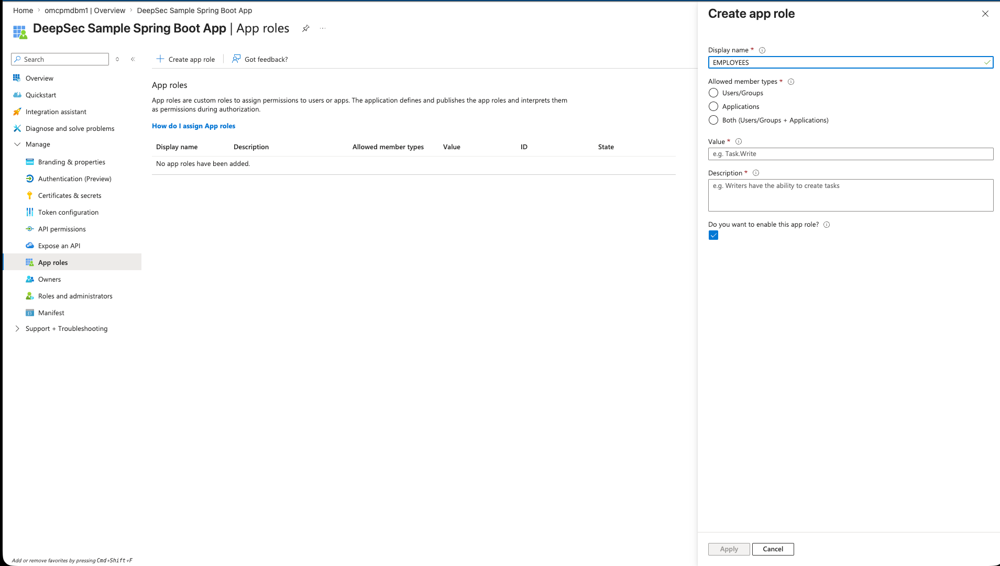 Home > omcpmdbm1 | Overview > DeepSec Sample Spring Boot App
DeepSec Sample Spring Boot App | App roles
Search
Overview
Quickstart
Integration assistant
Diagnose and solve problems
Manage
Branding & properties
Authentication (Preview)
Certificates & secrets
Token configuration
API permissions
Expose an API
App roles
Owners
Roles and administrators
Manifest
Support + Troubleshooting
Add or remove favorites by pressing Cmd+Shift+F
Create app role
Got feedback?
App roles
App roles are custom roles to assign permissions to users or apps. The application defines and publishes the app roles and interprets them
as permissions during authorization.
How do I assign App roles
Display name Description Allowed member types Value ID State
No app roles have been added.
Create app role
Display name *
EMPLOYEES
Allowed member types *
Users/Groups
Applications
Both (Users/Groups + Applications)
Value *
e.g. Task.Write
Description *
e.g. Writers have the ability to create tasks
Do you want to enable this app role?
Apply Cancel